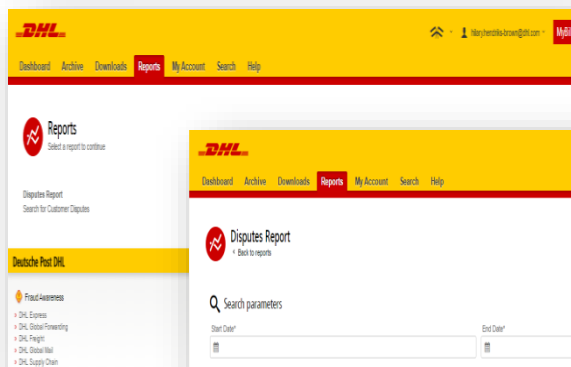 DHL
hilary.hendriks-brown@dhl.com
MyBil
Dashboard Archive Downloads Reports My Account Search Help
Reports
Select a report to continue
Disputes Report
Search for Customer Disputes
Deutsche Post DHL
Fraud Awareness
> DHL Express
> DHL Global Forwarding
> DHL Freight
> DHL Global Mail
> DHL Supply Chain
DHL
Dashboard Archive Downloads Reports My Account Search Help
Disputes Report
< Back to reports
Search parameters
Start Date*
End Date*